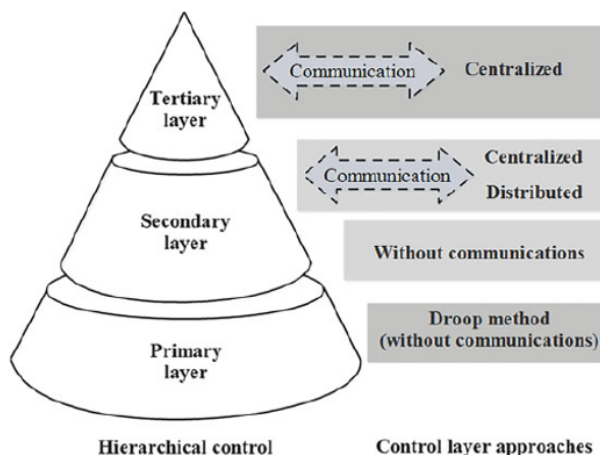 Communication
Centralized
Tertiary
layer
Communication
Centralized
Distributed
Secondary
layer
Without communications
Primary
layer
Droop method
(without communications)
Hierarchical control
Control layer approaches